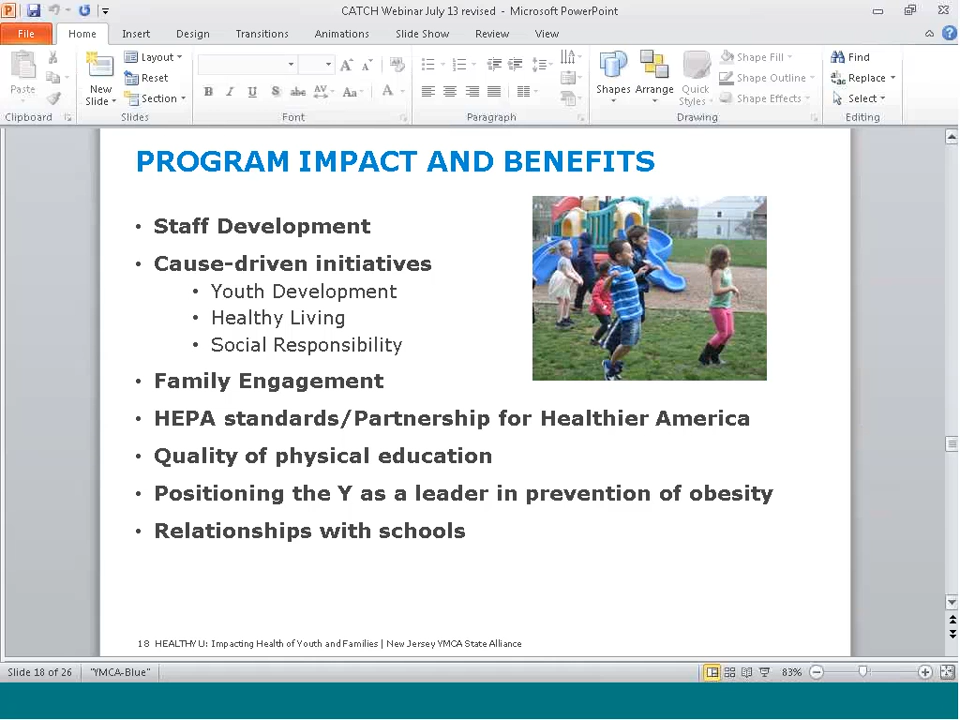 CATCH Webinar July 13 revised - Microsoft PowerPoint
File Home Insert Design Transitions Animations Slide Show Review View
Paste
New Slide
Layout
Reset
Section
B I U S abc AV Aa A
Shapes Arrange Quick Styles
Shape Fill
Shape Outline
Shape Effects
Find
Replace
Select
Clipboard Slides Font Paragraph Drawing Editing
PROGRAM IMPACT AND BENEFITS
• Staff Development
• Cause-driven initiatives
• Youth Development
• Healthy Living
• Social Responsibility
• Family Engagement
• HEPA standards/Partnership for Healthier America
• Quality of physical education
• Positioning the Y as a leader in prevention of obesity
• Relationships with schools
18 HEALTHY U: Impacting Health of Youth and Families | New Jersey YMCA State Alliance
Slide 18 of 26 "YMCA-Blue" 83%